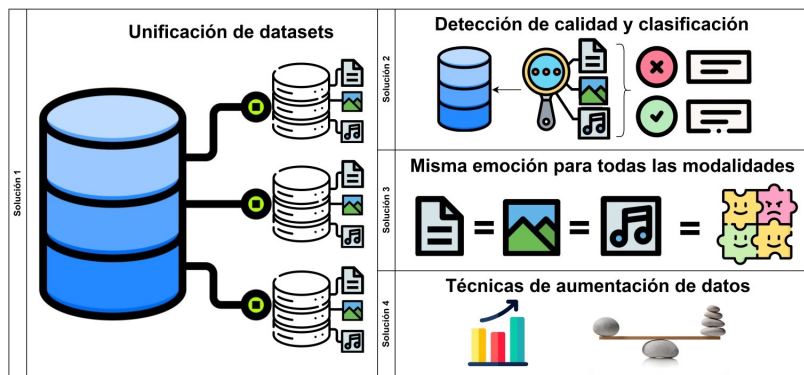 Solución 1
Unificación de datasets
Solución 2
Detección de calidad y clasificación
Solución 3
Misma emoción para todas las modalidades
Solución 4
Técnicas de aumentación de datos